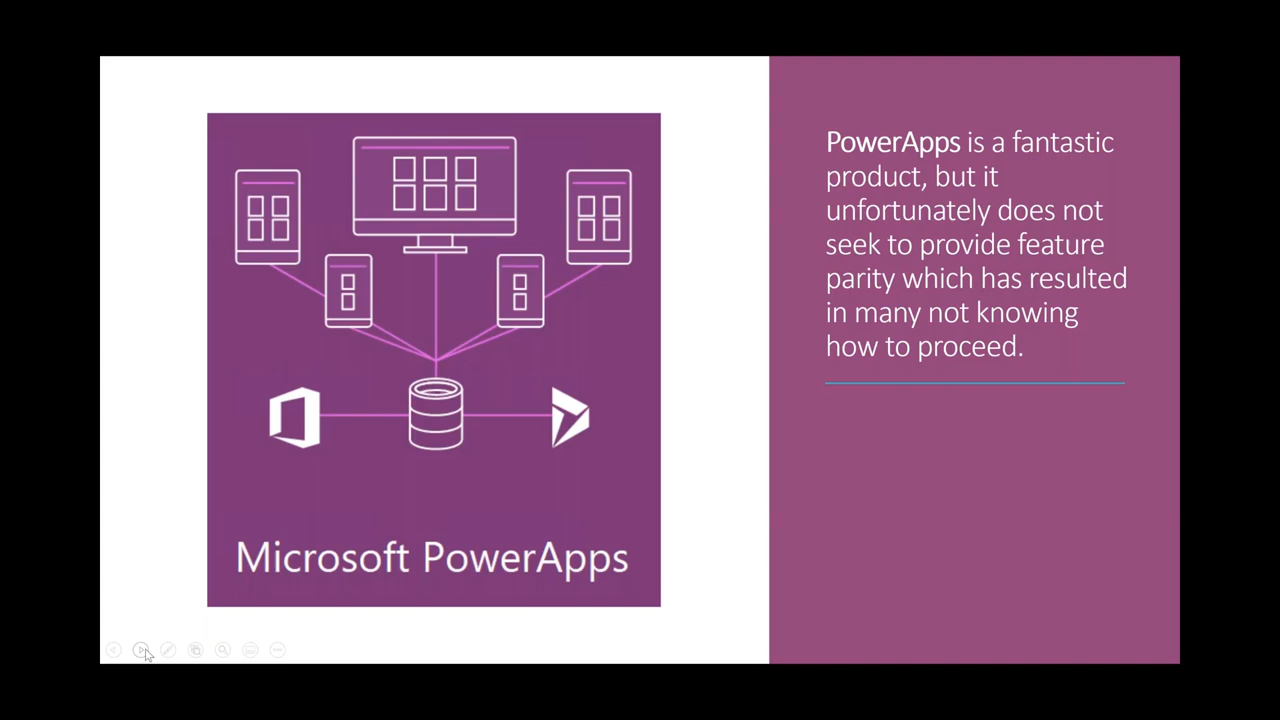 Microsoft PowerApps
PowerApps is a fantastic
product, but it
unfortunately does not
seek to provide feature
parity which has resulted
in many not knowing
how to proceed.